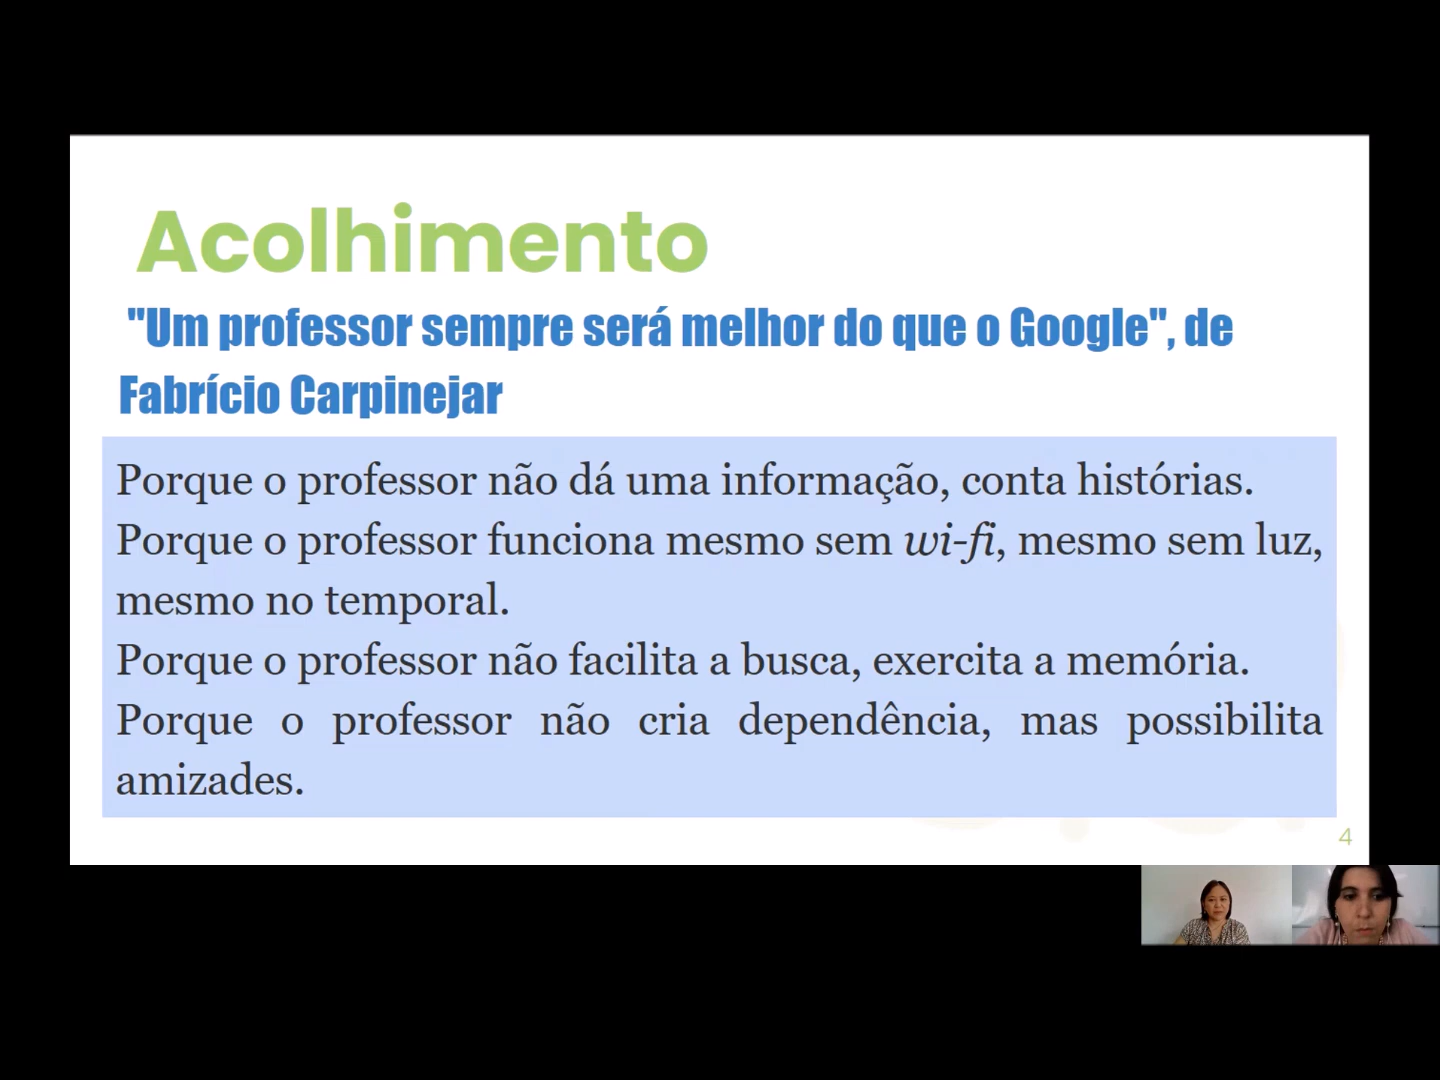 Acolhimento
"Um professor sempre será melhor do que o Google", de
Fabrício Carpinejar
Porque o professor não dá uma informação, conta histórias.
Porque o professor funciona mesmo sem wi-fi, mesmo sem luz,
mesmo no temporal.
Porque o professor não facilita a busca, exercita a memória.
Porque o professor não cria dependência, mas possibilita
amizades.
4